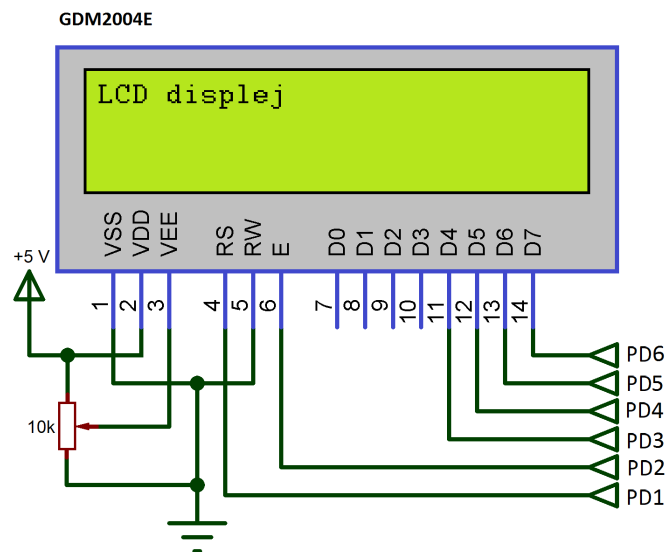 GDM2004E
LCD displej
VSS VDD VEE RS RW E D0 D1 D2 D3 D4 D5 D6 D7
+5 V
1 2 3 4 5 6 7 8 9 10 11 12 13 14
PD6
PD5
PD4
10k
PD3
PD2
PD1